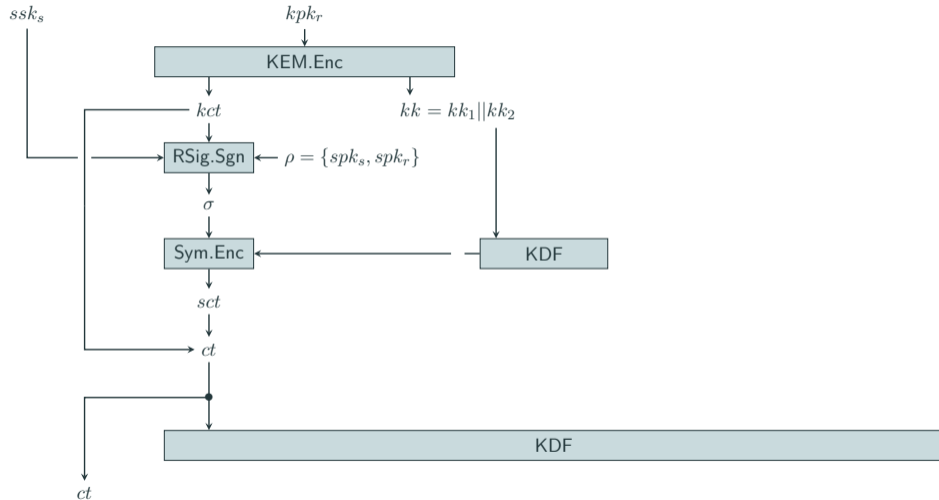 ssk_s
kpk_r
KEM.Enc
kct
kk = kk_1||kk_2
RSig.Sgn
ρ = {spk_s, spk_r}
σ
Sym.Enc
KDF
sct
ct
KDF
ct